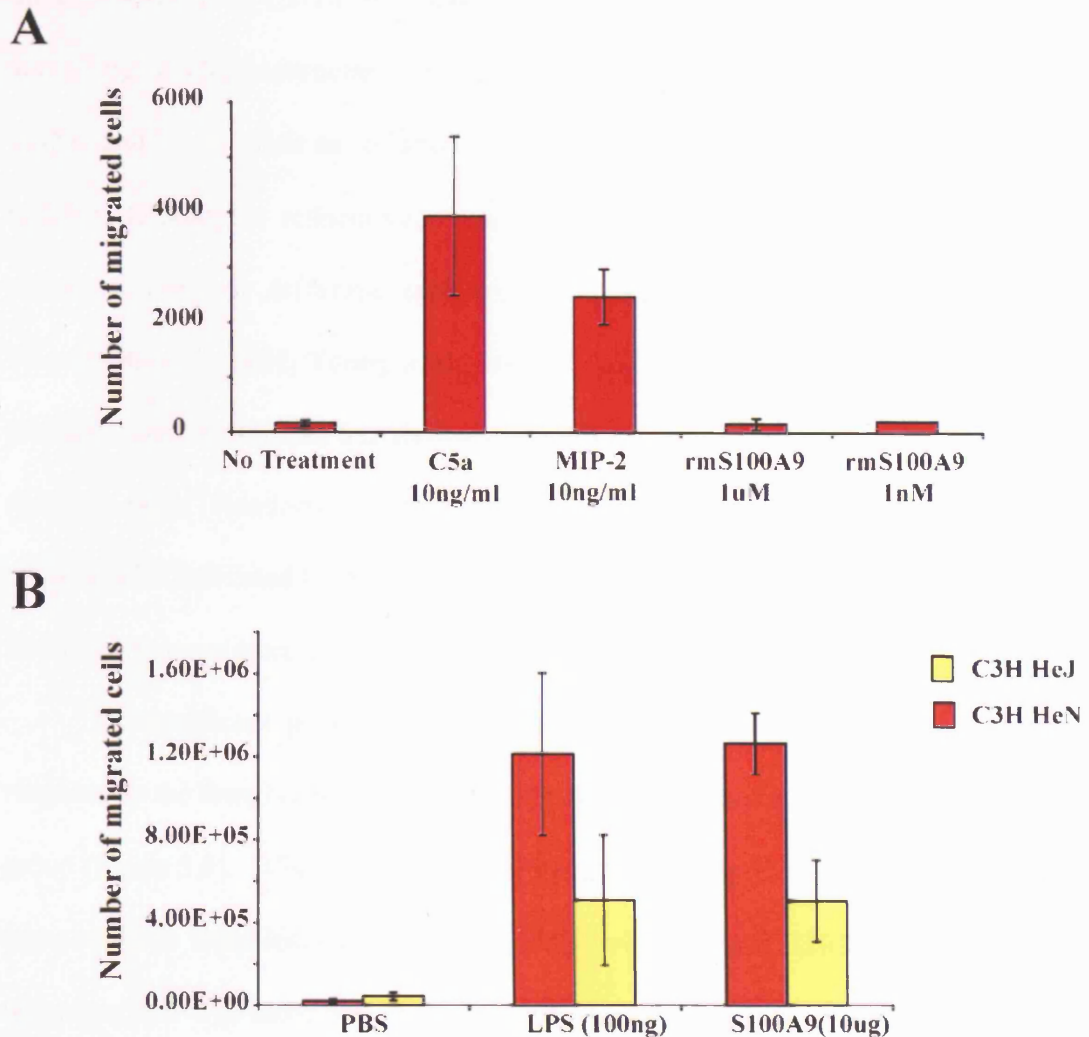 A
Number of migrated cells
6000
4000
2000
0
No Treatment
C5a
10ng/ml
MIP-2
10ng/ml
rmS100A9
1uM
rmS100A9
1nM
B
Number of migrated cells
1.60E+06
1.20E+06
8.00E+05
4.00E+05
0.00E+00
PBS
LPS (100ng)
S100A9(10ug)
C3H HeJ
C3H HeN